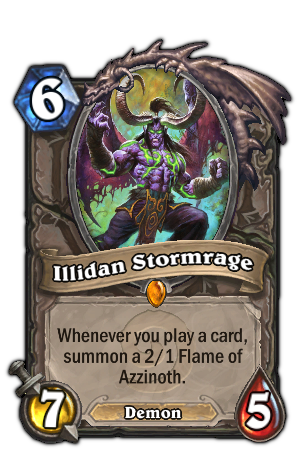 6
Illidan Stormrage
Whenever you play a card,
summon a 2/1 Flame of
Azzinoth.
7
Demon
5